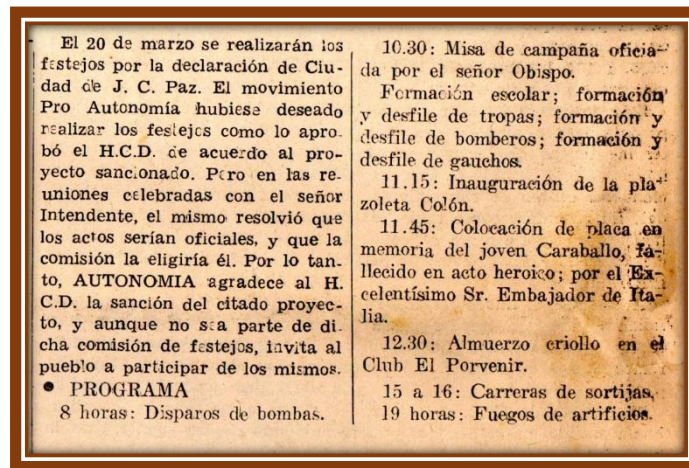 El 20 de marzo se realizarán los
festejos por la declaración de Ciu-
dad de J. C. Paz. El movimiento
Pro Autonomía hubiese deseado
realizar los festejos como lo apro-
bó el H.C.D. de acuerdo al pro-
yecto sancionado. Pero en las re-
uniones celebradas con el señor
Intendente, el mismo resolvió que
los actos serían oficiales, y que la
comisión la eligiría él. Por lo tan-
to, AUTONOMIA agradece al H.
C.D. la sanción del citado proyec-
to, y aunque no sea parte de di-
cha comisión de festejos, invita al
pueblo a participar de los mismos.
● PROGRAMA
8 horas: Disparos de bombas.
10.30: Misa de campaña oficia-
da por el señor Obispo.
Formación escolar; formación
y desfile de tropas; formación y
desfile de bomberos; formación y
desfile de gauchos.
11.15: Inauguración de la pla-
zoleta Colón.
11.45: Colocación de placa en
memoria del joven Caraballo, fa-
llecido en acto heroico; por el Ex-
celentísimo Sr. Embajador de Ita-
lia.
12.30: Almuerzo criollo en el
Club El Porvenir.
15 a 16: Carreras de sortijas,
19 horas: Fuegos de artificios.